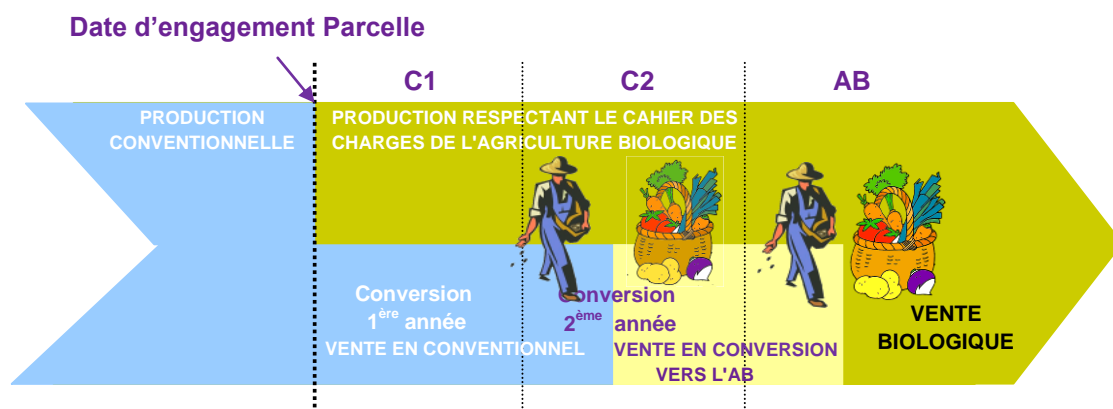 Date d’engagement Parcelle
C1
C2
AB
PRODUCTION
CONVENTIONNELLE
PRODUCTION RESPECTANT LE CAHIER DES
CHARGES DE L'AGRICULTURE BIOLOGIQUE
Conversion
1ère année
VENTE EN CONVENTIONNEL
Conversion
2ème année
VENTE EN CONVERSION
VERS L'AB
VENTE
BIOLOGIQUE